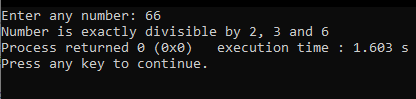 Enter any number: 66
Number is exactly divisible by 2, 3 and 6
Process returned 0 (0x0)   execution time : 1.603 s
Press any key to continue.